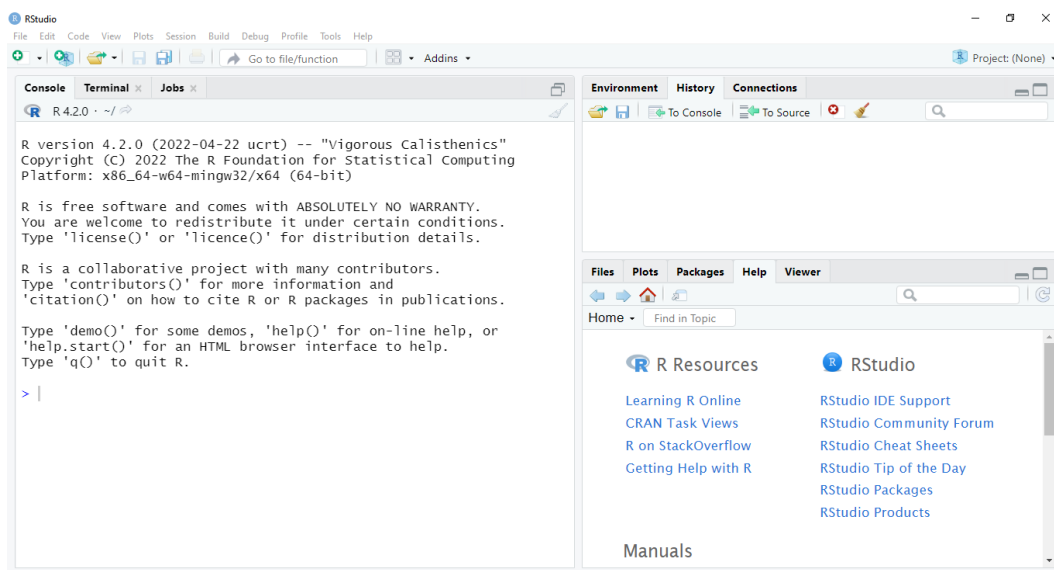 RStudio
File Edit Code View Plots Session Build Debug Profile Tools Help
Go to file/function Addins Project: (None)
Console Terminal Jobs
R 4.2.0 · ~/
R version 4.2.0 (2022-04-22 ucrt) -- "Vigorous Calisthenics"
Copyright (C) 2022 The R Foundation for Statistical Computing
Platform: x86_64-w64-mingw32/x64 (64-bit)
R is free software and comes with ABSOLUTELY NO WARRANTY.
You are welcome to redistribute it under certain conditions.
Type 'license()' or 'licence()' for distribution details.
R is a collaborative project with many contributors.
Type 'contributors()' for more information and
'citation()' on how to cite R or R packages in publications.
Type 'demo()' for some demos, 'help()' for on-line help, or
'help.start()' for an HTML browser interface to help.
Type 'q()' to quit R.
>
Environment History Connections
To Console To Source
Files Plots Packages Help Viewer
Home Find in Topic
R Resources
Learning R Online
CRAN Task Views
R on StackOverflow
Getting Help with R
RStudio
RStudio IDE Support
RStudio Community Forum
RStudio Cheat Sheets
RStudio Tip of the Day
RStudio Packages
RStudio Products
Manuals